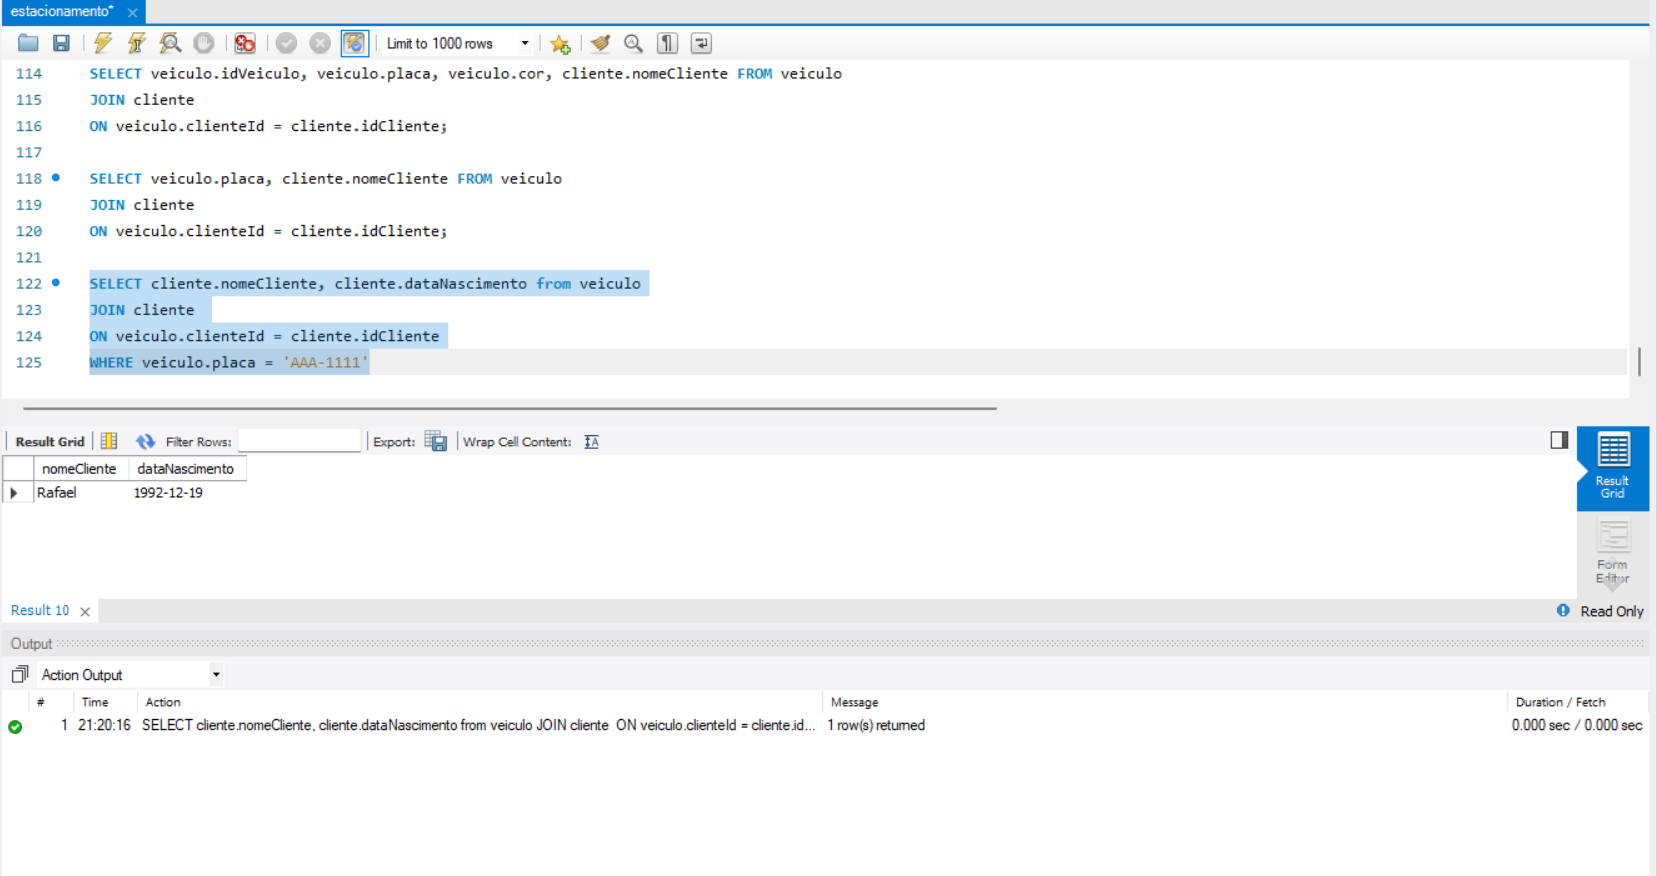 estacionamento*
Limit to 1000 rows
114 SELECT veiculo.idVeiculo, veiculo.placa, veiculo.cor, cliente.nomeCliente FROM veiculo
115 JOIN cliente
116 ON veiculo.clienteId = cliente.idCliente;
117
118 SELECT veiculo.placa, cliente.nomeCliente FROM veiculo
119 JOIN cliente
120 ON veiculo.clienteId = cliente.idCliente;
121
122 SELECT cliente.nomeCliente, cliente.dataNascimento from veiculo
123 JOIN cliente
124 ON veiculo.clienteId = cliente.idCliente
125 WHERE veiculo.placa = 'AAA-1111'
Result Grid Filter Rows: Export: Wrap Cell Content:
nomeCliente dataNascimento
Rafael 1992-12-19
Result
Grid
Form
Editor
Result 10 Read Only
Output
Action Output
# Time Action Message Duration / Fetch
1 21:20:16 SELECT cliente.nomeCliente, cliente.dataNascimento from veiculo JOIN cliente ON veiculo.clienteId = cliente.id... 1 row(s) returned 0.000 sec / 0.000 sec